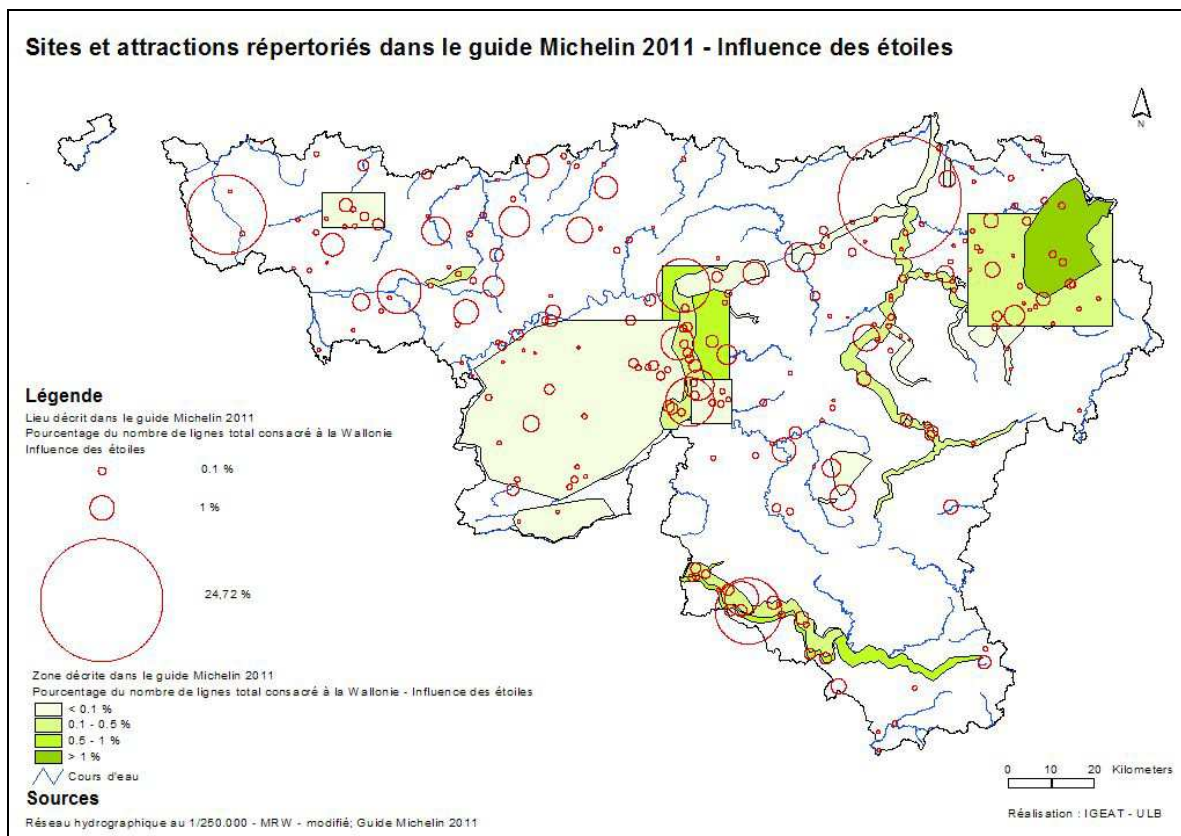 Sites et attractions répertoriés dans le guide Michelin 2011 - Influence des étoiles
N
Légende
Lieu décrit dans le guide Michelin 2011
Pourcentage du nombre de lignes total consacré à la Wallonie
Influence des étoiles
0.1 %
1 %
24,72 %
Zone décrite dans le guide Michelin 2011
Pourcentage du nombre de lignes total consacré à la Wallonie - Influence des étoiles
< 0.1 %
0.1 - 0.5 %
0.5 - 1 %
> 1 %
Cours d'eau
Sources
Réseau hydrographique au 1/250.000 - MRW - modifié; Guide Michelin 2011
0 10 20 Kilometers
Réalisation : IGEAT - ULB